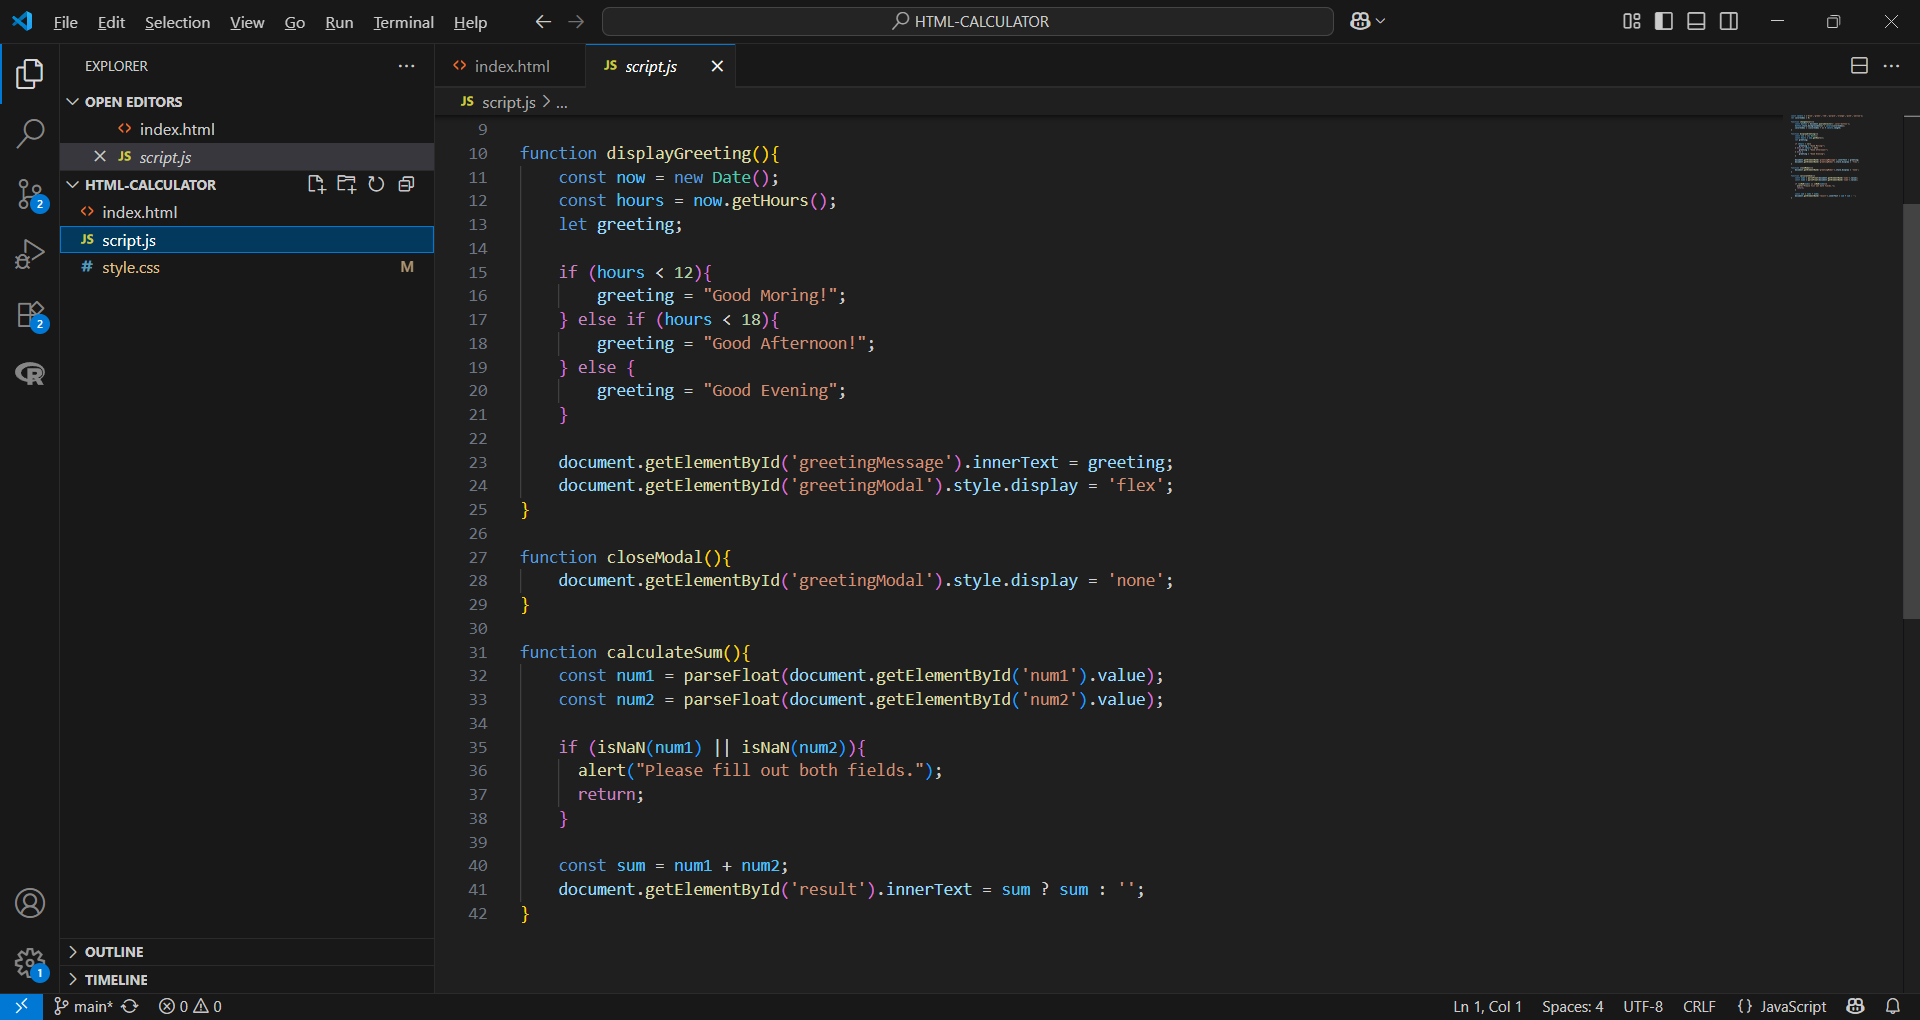 File Edit Selection View Go Run Terminal Help
HTML-CALCULATOR
EXPLORER
OPEN EDITORS
index.html
JS script.js
HTML-CALCULATOR
index.html
JS script.js
# style.css M
2
2
R
1
OUTLINE
TIMELINE
index.html
JS script.js
JS script.js > ...
9
10 function displayGreeting(){
11 const now = new Date();
12 const hours = now.getHours();
13 let greeting;
14
15 if (hours < 12){
16 greeting = "Good Moring!";
17 } else if (hours < 18){
18 greeting = "Good Afternoon!";
19 } else {
20 greeting = "Good Evening";
21 }
22
23 document.getElementById('greetingMessage').innerText = greeting;
24 document.getElementById('greetingModal').style.display = 'flex';
25 }
26
27 function closeModal(){
28 document.getElementById('greetingModal').style.display = 'none';
29 }
30
31 function calculateSum(){
32 const num1 = parseFloat(document.getElementById('num1').value);
33 const num2 = parseFloat(document.getElementById('num2').value);
34
35 if (isNaN(num1) || isNaN(num2)){
36 alert("Please fill out both fields.");
37 return;
38 }
39
40 const sum = num1 + num2;
41 document.getElementById('result').innerText = sum ? sum : '';
42 }
main* 0 0
Ln 1, Col 1 Spaces: 4 UTF-8 CRLF {} JavaScript